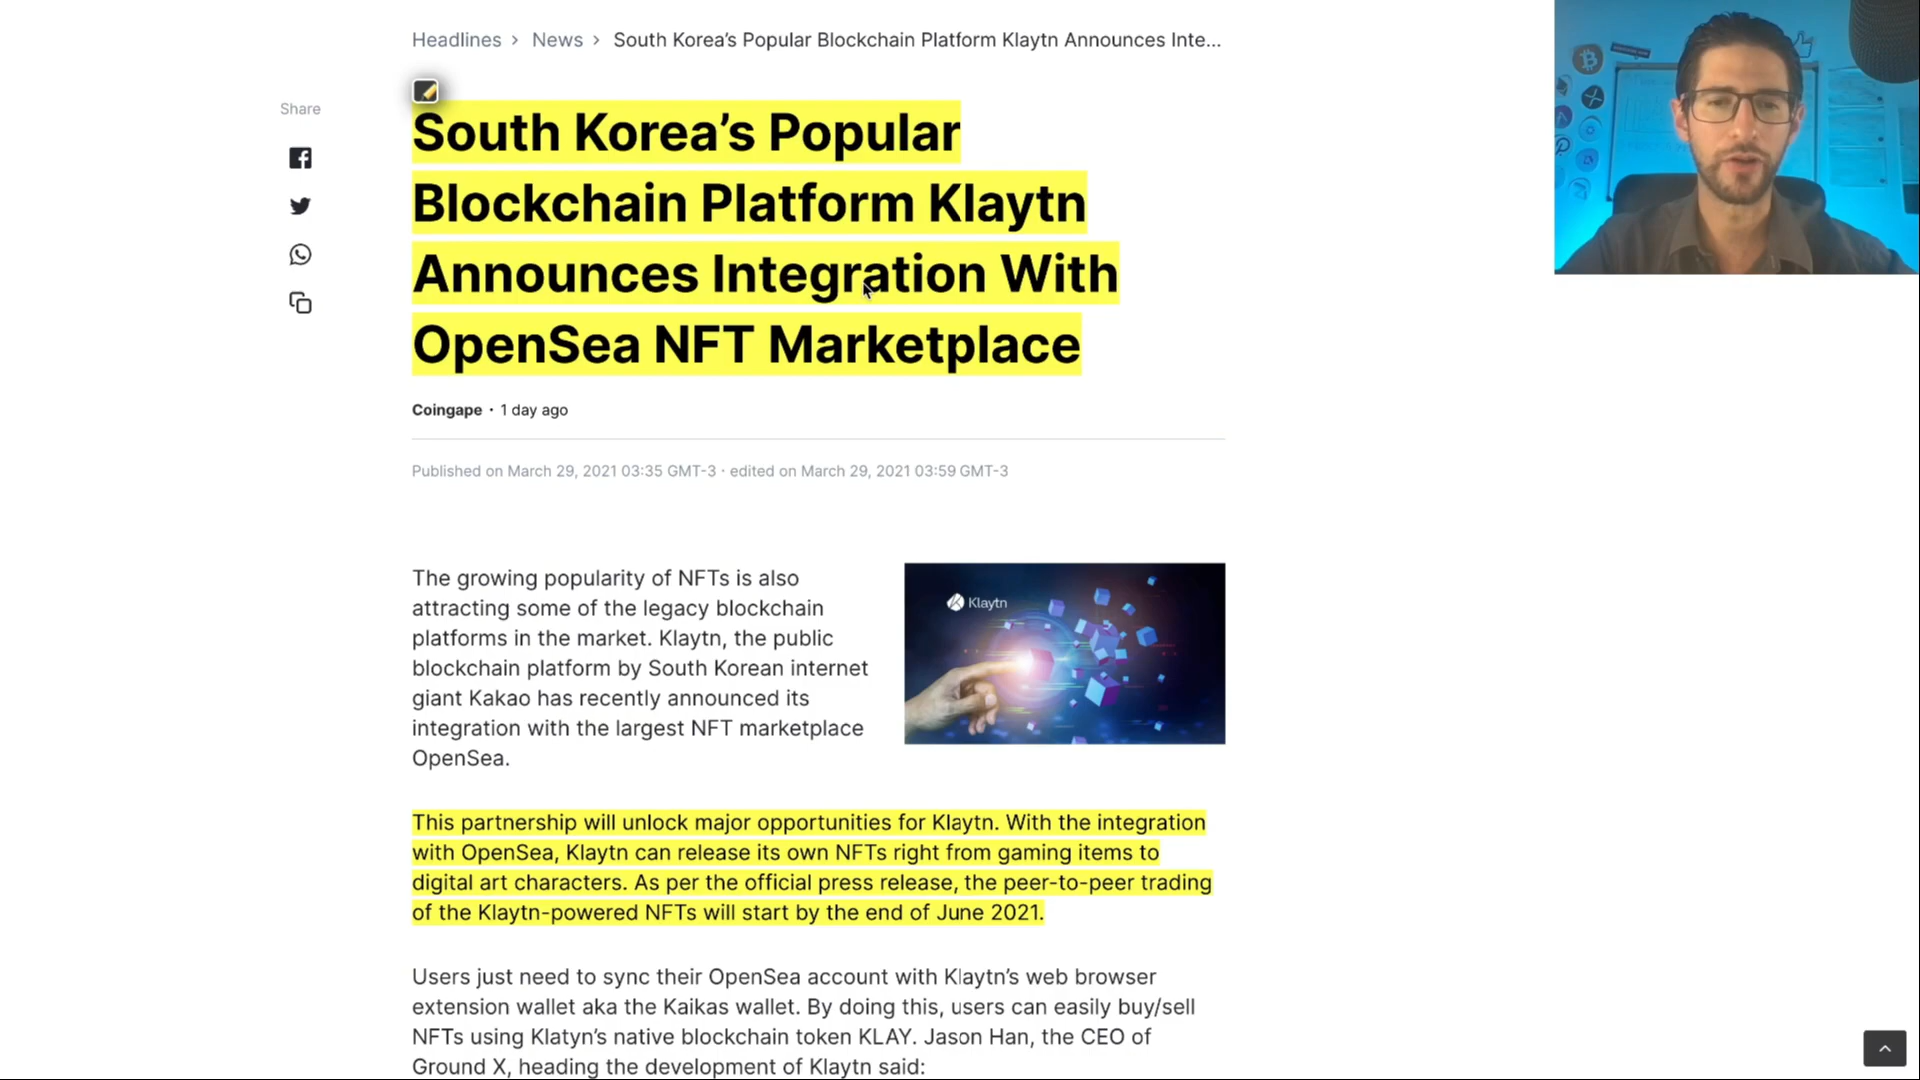 Headlines > News > South Korea’s Popular Blockchain Platform Klaytn Announces Inte...
Share
South Korea’s Popular
Blockchain Platform Klaytn
Announces Integration With
OpenSea NFT Marketplace
Coingape · 1 day ago
Published on March 29, 2021 03:35 GMT-3 · edited on March 29, 2021 03:59 GMT-3
The growing popularity of NFTs is also
attracting some of the legacy blockchain
platforms in the market. Klaytn, the public
blockchain platform by South Korean internet
giant Kakao has recently announced its
integration with the largest NFT marketplace
OpenSea.
Klaytn
This partnership will unlock major opportunities for Klaytn. With the integration
with OpenSea, Klaytn can release its own NFTs right from gaming items to
digital art characters. As per the official press release, the peer-to-peer trading
of the Klaytn-powered NFTs will start by the end of June 2021.
Users just need to sync their OpenSea account with Klaytn’s web browser
extension wallet aka the Kaikas wallet. By doing this, users can easily buy/sell
NFTs using Klatyn’s native blockchain token KLAY. Jason Han, the CEO of
Ground X, heading the development of Klaytn said: